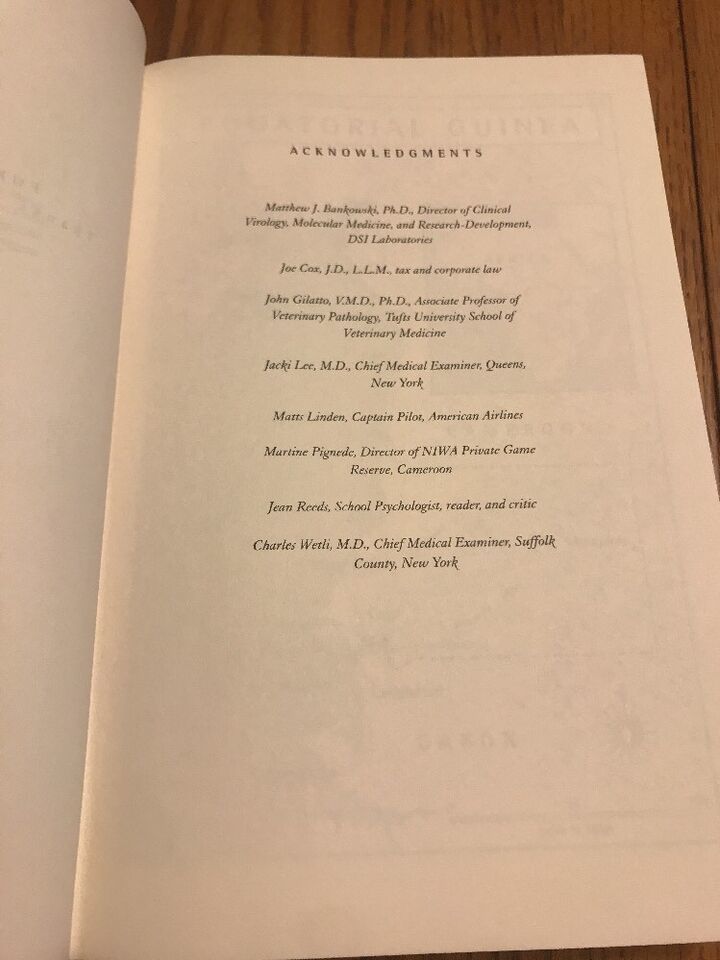 EQUATORIAL GUINEA
ACKNOWLEDGMENTS
Matthew J. Bankowski, Ph.D., Director of Clinical
Virology, Molecular Medicine, and Research-Development,
DSI Laboratories
Joe Cox, J.D., L.L.M., tax and corporate law
John Gilatto, V.M.D., Ph.D., Associate Professor of
Veterinary Pathology, Tufts University School of
Veterinary Medicine
Jacki Lee, M.D., Chief Medical Examiner, Queens,
New York
Matts Linden, Captain Pilot, American Airlines
Martine Pignede, Director of NIWA Private Game
Reserve, Cameroon
Jean Reeds, School Psychologist, reader, and critic
Charles Wetli, M.D., Chief Medical Examiner, Suffolk
County, New York